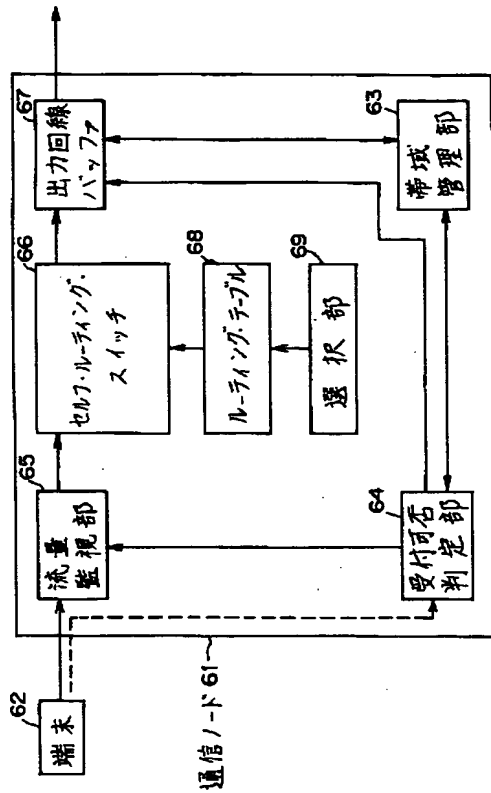 62
端末
通信ノード61
65
流量
監視部
66
セルフ・ルーティング・
スイッチ
67
出力回線
バッファ
68
ルーティング・テーブル
69
選択部
64
受付可否
判定部
63
帯域
管理部